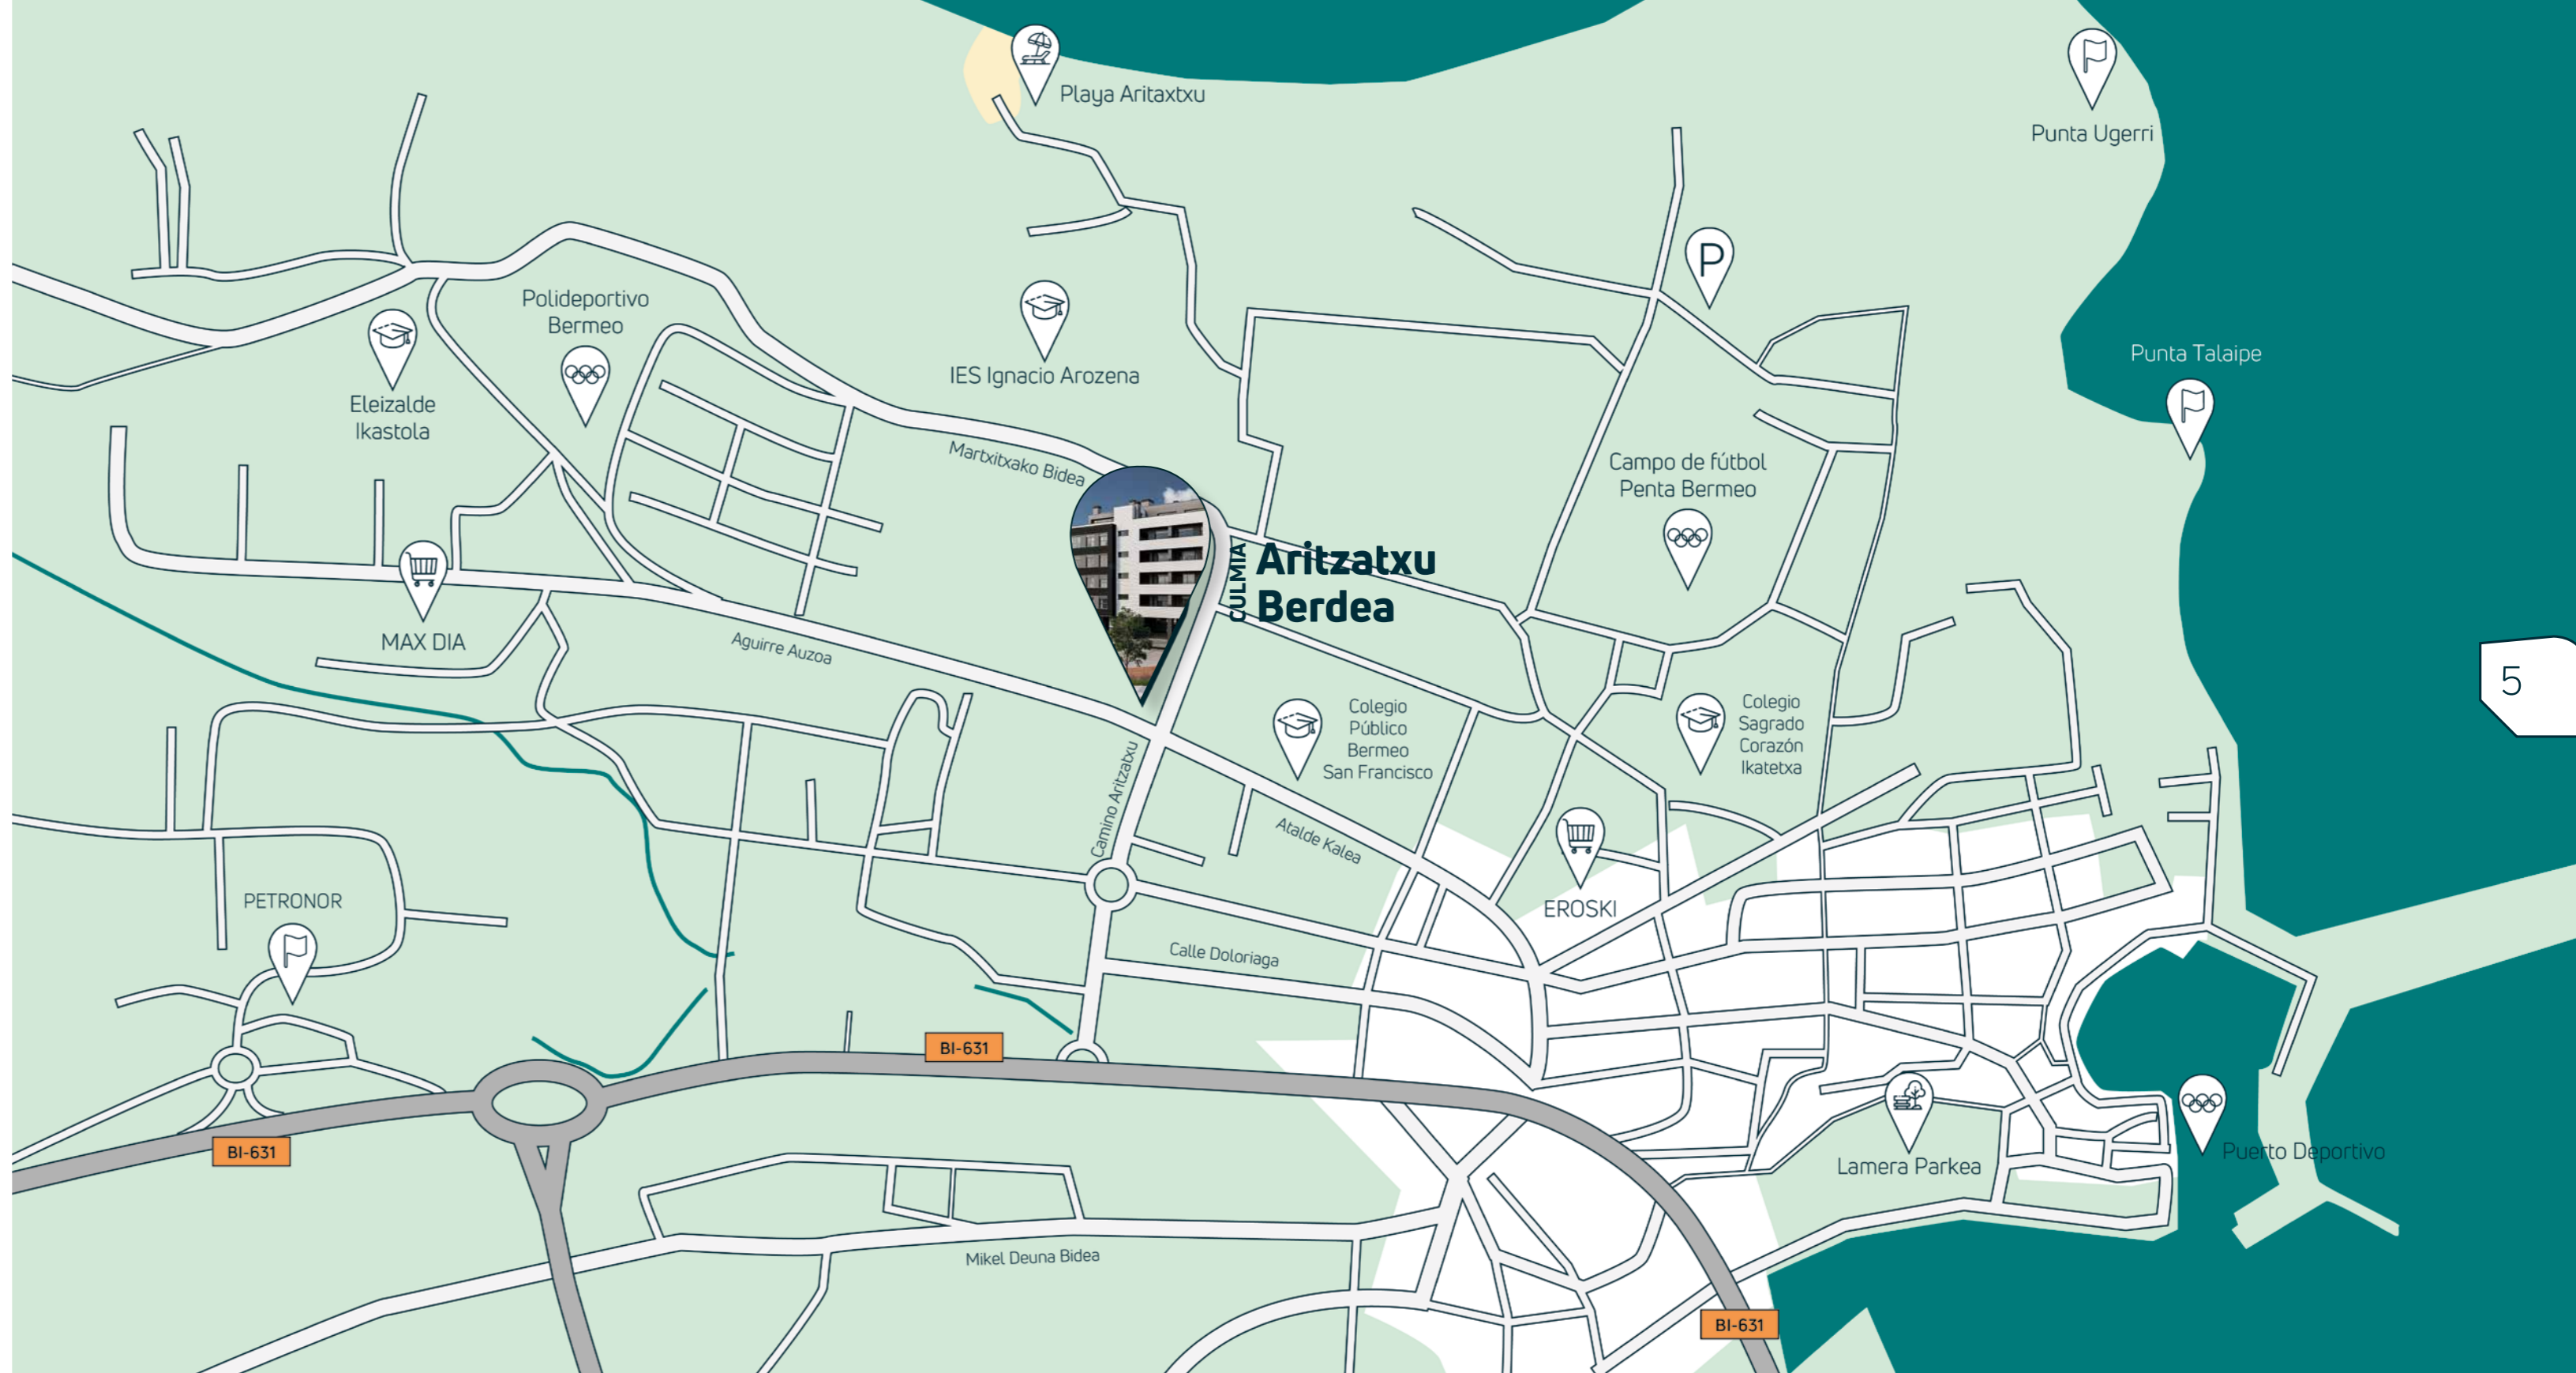 Playa Aritaxtxu
Punta Ugerri
P
Polideportivo
Bermeo
IES Ignacio Arozena
Punta Talaipe
Eleizalde
Ikastola
Martxitxako Bidea
Campo de fútbol
Penta Bermeo
CULMIA
Aritzatxu
Berdea
MAX DIA
Aguirre Auzoa
5
Colegio
Público
Bermeo
San Francisco
Colegio
Sagrado
Corazón
Ikatetxa
Camino Aritzatxu
Atalde Kalea
PETRONOR
EROSKI
Calle Doloriaga
BI-631
BI-631
Lamera Parkea
Puerto Deportivo
Mikel Deuna Bidea
BI-631